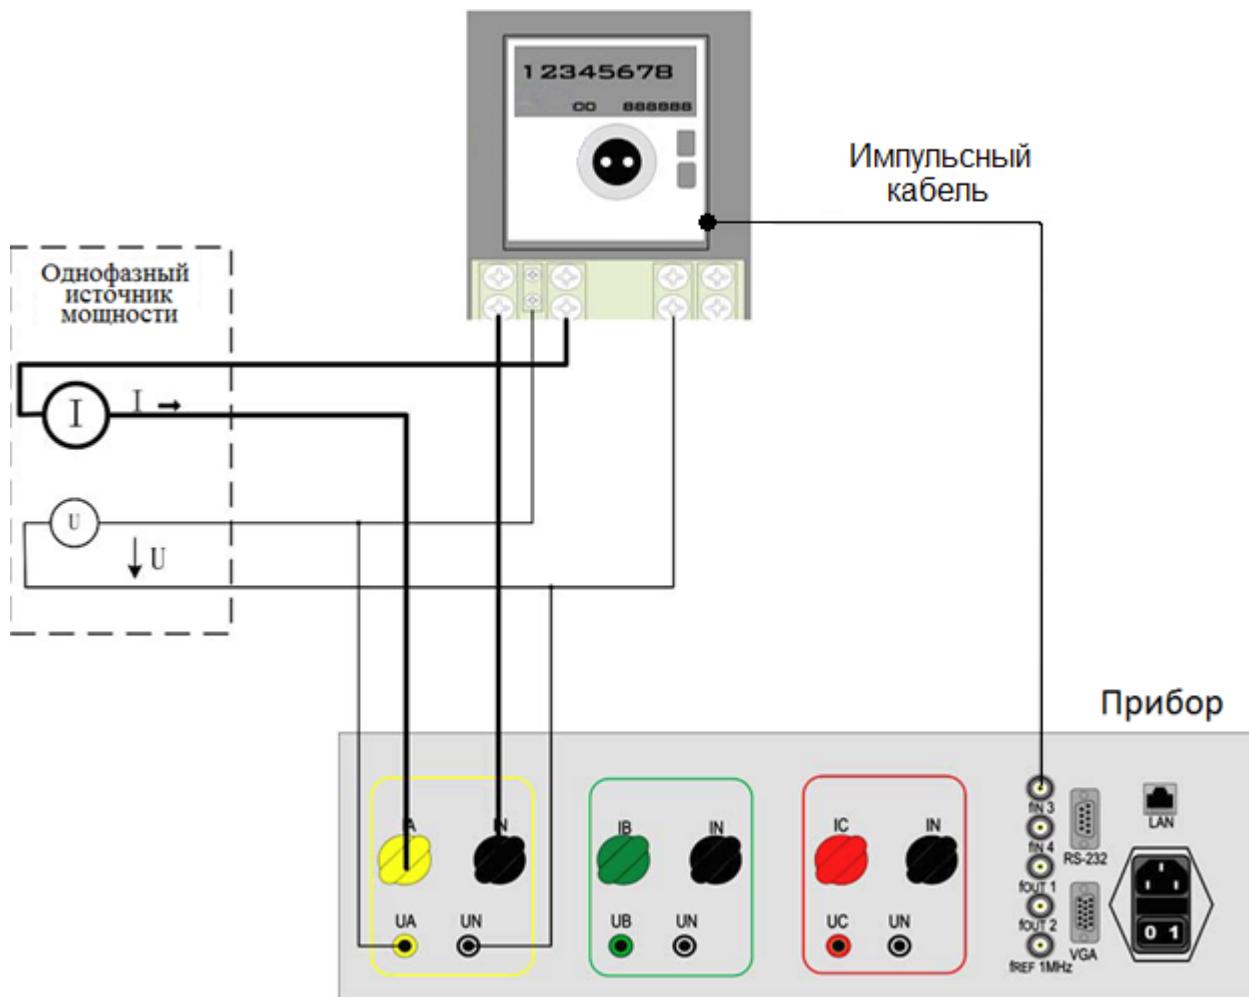 12345678
CO 888888
Импульсный
кабель
Однофазный
источник
мощности
I
I
U
U
Прибор
IA
IN
IB
IN
IC
IN
UA
UN
UB
UN
UC
UN
fIN 3
fIN 4
fOUT 1
fOUT 2
fREF 1MHz
RS-232
VGA
LAN
0 1